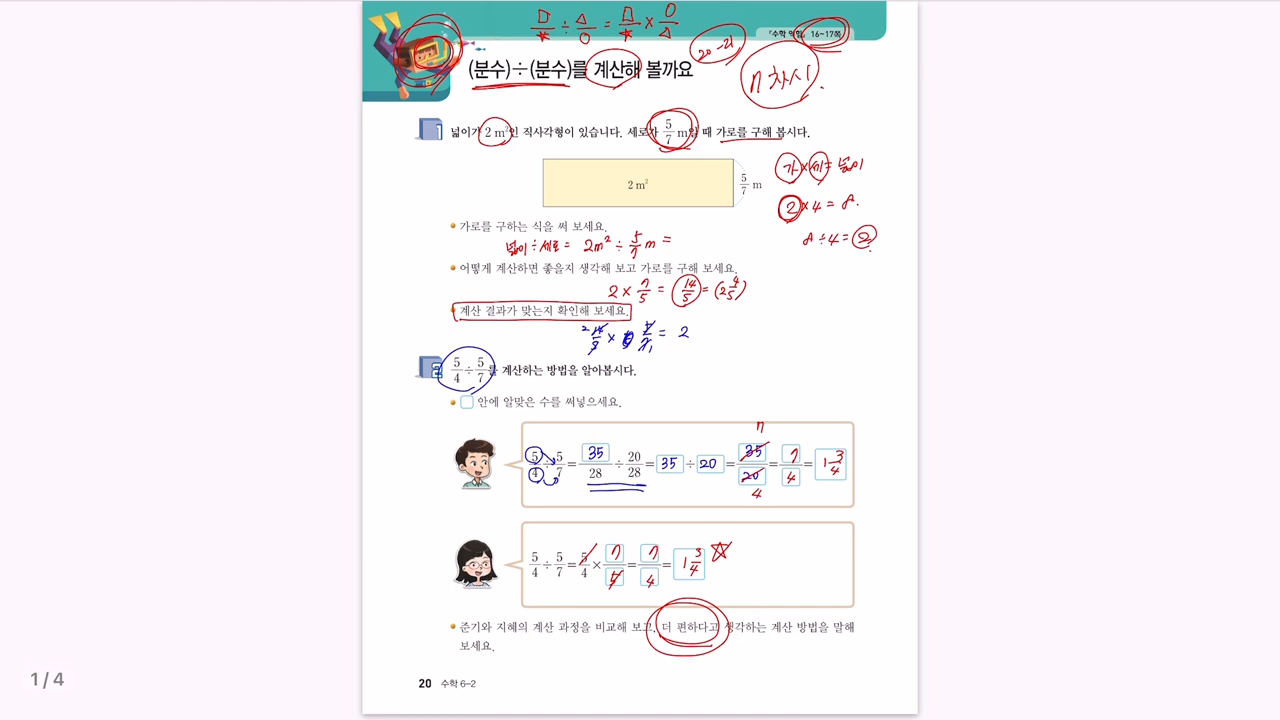 □/☆ ÷ △/○ = □/☆ × ○/△
『수학 익힘』 16~17쪽
20-21
(분수)÷(분수)를 계산해 볼까요
7차시
1 넓이가 2 m²인 직사각형이 있습니다. 세로가 5/7 m일 때 가로를 구해 봅시다.
2 m²
5/7 m
가×세=넓이
2×4=8.
8÷4=2
가로를 구하는 식을 써 보세요.
넓이÷세로= 2m² ÷ 5/7 m =
어떻게 계산하면 좋을지 생각해 보고 가로를 구해 보세요.
2 × 7/5 = 14/5 = (2 4/5)
계산 결과가 맞는지 확인해 보세요.
14/5 × 5/7 = 2
2 5/4 ÷ 5/7 를 계산하는 방법을 알아봅시다.
□ 안에 알맞은 수를 써넣으세요.
5/4 ÷ 5/7 = 35/28 ÷ 20/28 = 35 ÷ 20 = 35/20 = 7/4 = 1 3/4
5/4 ÷ 5/7 = 5/4 × 7/5 = 7/4 = 1 3/4
준기와 지혜의 계산 과정을 비교해 보고, 더 편하다고 생각하는 계산 방법을 말해
보세요.
20 수학 6-2
1/4